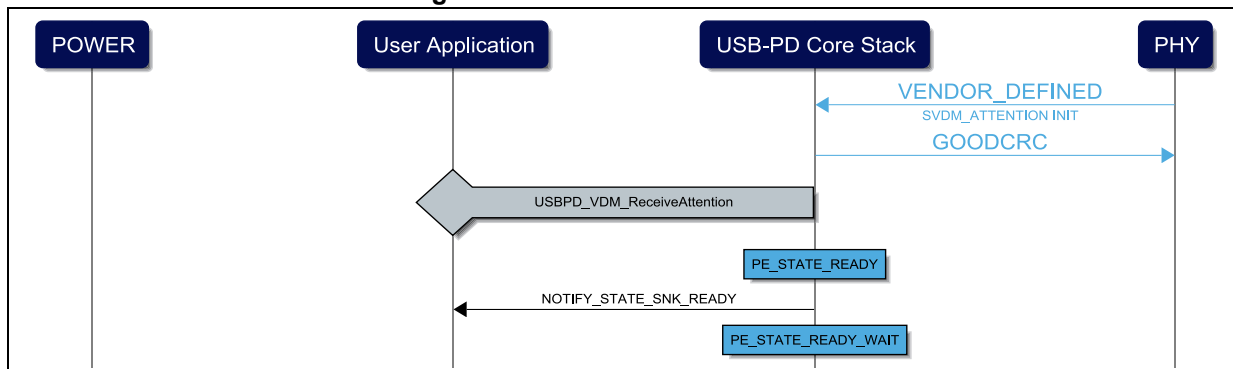 POWER
User Application
USB-PD Core Stack
PHY
VENDOR_DEFINED
SVDM_ATTENTION INIT
GOODCRC
USBPD_VDM_ReceiveAttention
PE_STATE_READY
NOTIFY_STATE_SNK_READY
PE_STATE_READY_WAIT